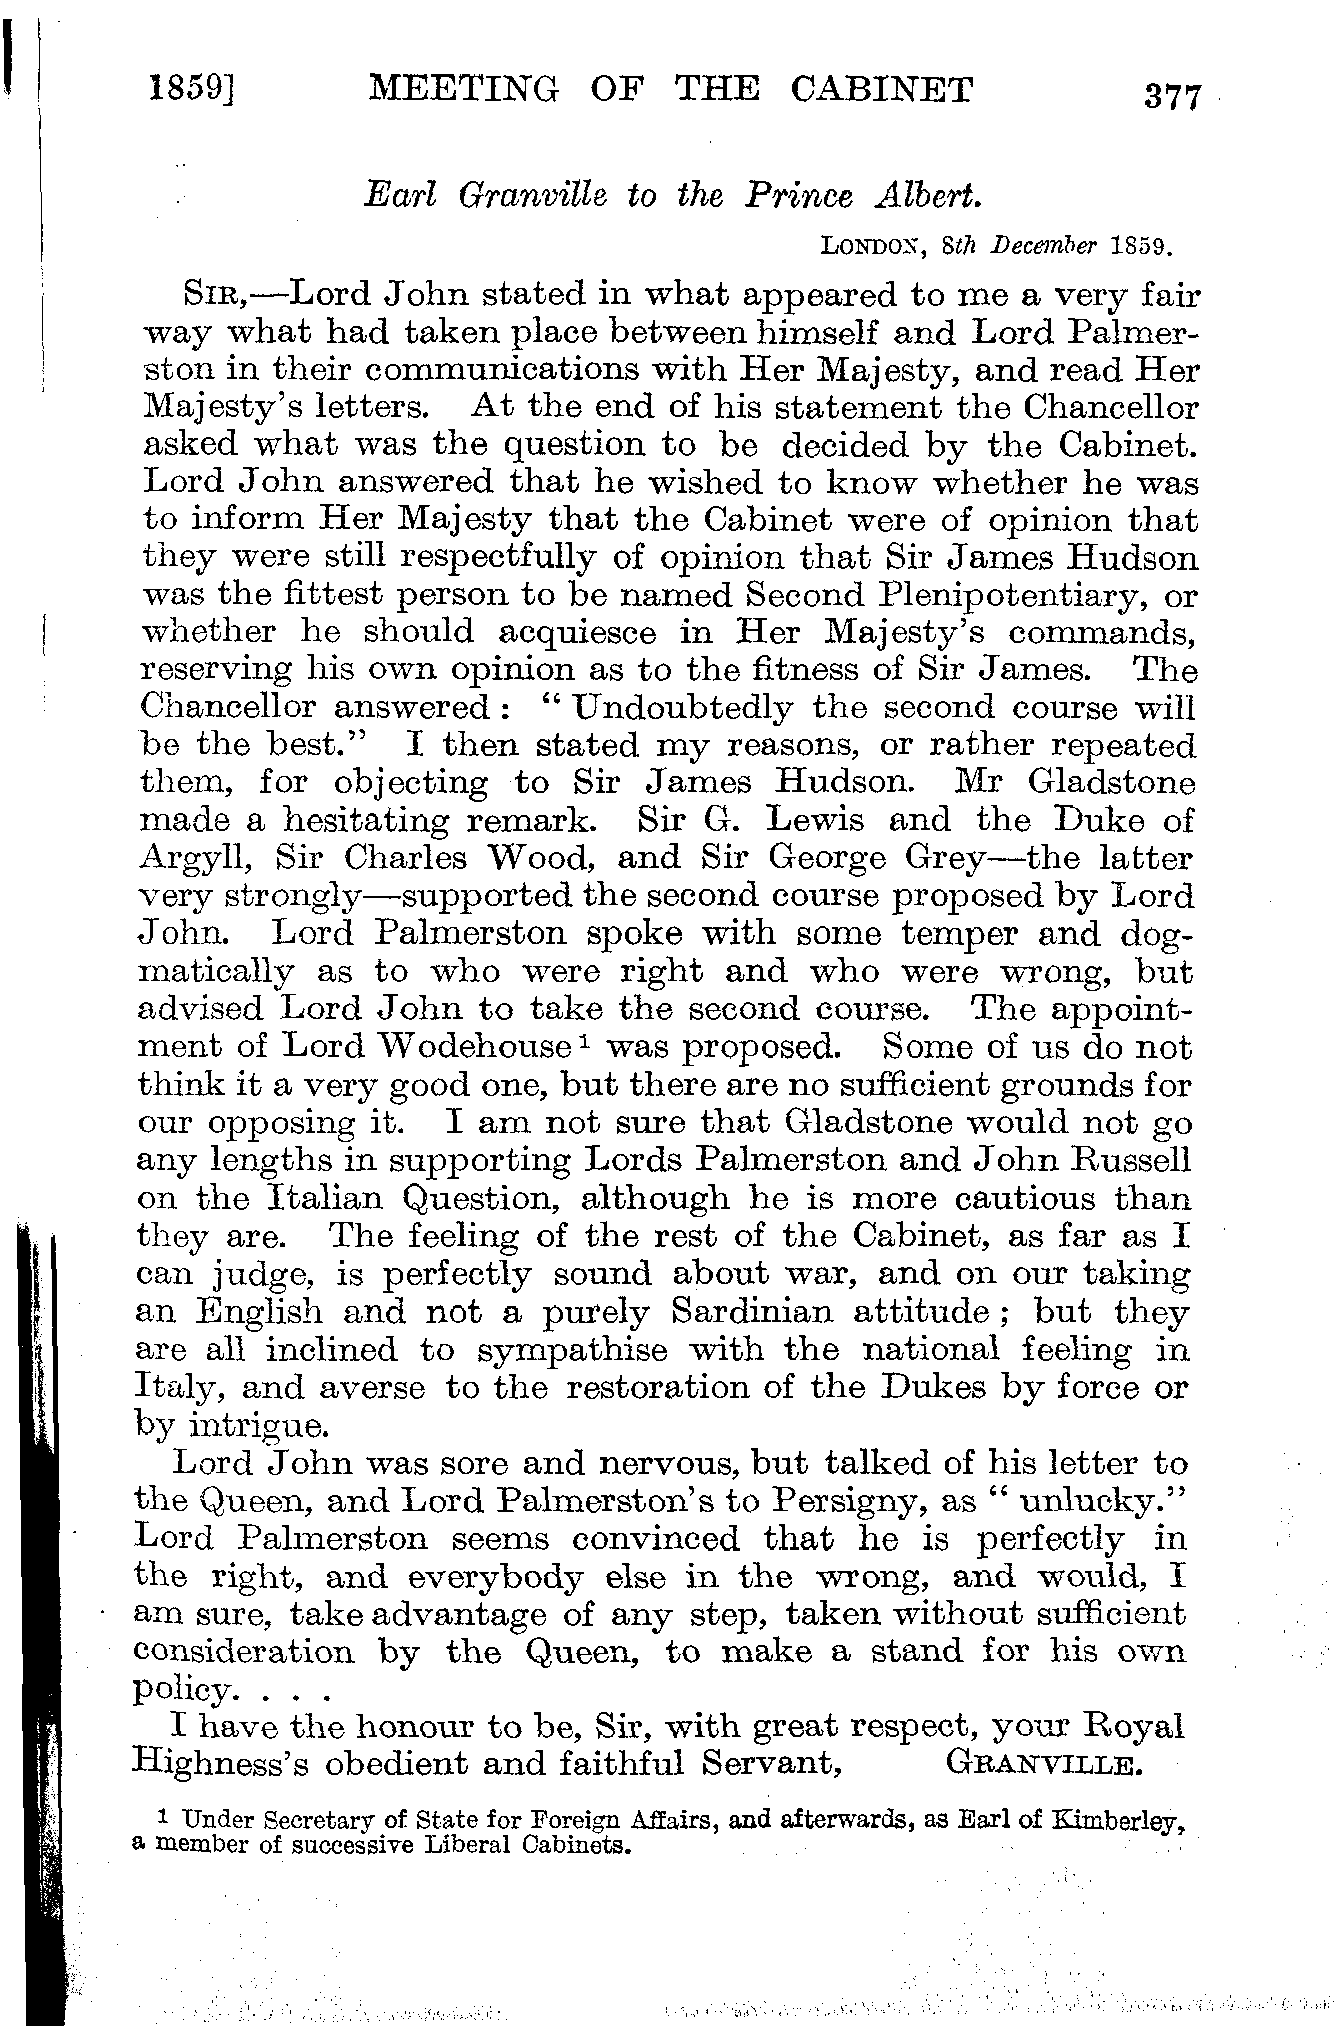 1859] MEETING OF THE CABINET 377
Earl Granville to the Prince Albert.
LONDON, 8th December 1859.
SIR,—Lord John stated in what appeared to me a very fair
way what had taken place between himself and Lord Palmer-
ston in their communications with Her Majesty, and read Her
Majesty's letters. At the end of his statement the Chancellor
asked what was the question to be decided by the Cabinet.
Lord John answered that he wished to know whether he was
to inform Her Majesty that the Cabinet were of opinion that
they were still respectfully of opinion that Sir James Hudson
was the fittest person to be named Second Plenipotentiary, or
whether he should acquiesce in Her Majesty's commands,
reserving his own opinion as to the fitness of Sir James. The
Chancellor answered: "Undoubtedly the second course will
be the best." I then stated my reasons, or rather repeated
them, for objecting to Sir James Hudson. Mr Gladstone
made a hesitating remark. Sir G. Lewis and the Duke of
Argyll, Sir Charles Wood, and Sir George Grey—the latter
very strongly—supported the second course proposed by Lord
John. Lord Palmerston spoke with some temper and dog-
matically as to who were right and who were wrong, but
advised Lord John to take the second course. The appoint-
ment of Lord Wodehouse¹ was proposed. Some of us do not
think it a very good one, but there are no sufficient grounds for
our opposing it. I am not sure that Gladstone would not go
any lengths in supporting Lords Palmerston and John Russell
on the Italian Question, although he is more cautious than
they are. The feeling of the rest of the Cabinet, as far as I
can judge, is perfectly sound about war, and on our taking
an English and not a purely Sardinian attitude; but they
are all inclined to sympathise with the national feeling in
Italy, and averse to the restoration of the Dukes by force or
by intrigue.
Lord John was sore and nervous, but talked of his letter to
the Queen, and Lord Palmerston's to Persigny, as "unlucky."
Lord Palmerston seems convinced that he is perfectly in
the right, and everybody else in the wrong, and would, I
am sure, take advantage of any step, taken without sufficient
consideration by the Queen, to make a stand for his own
policy. . . .
I have the honour to be, Sir, with great respect, your Royal
Highness's obedient and faithful Servant, GRANVILLE.
¹ Under Secretary of State for Foreign Affairs, and afterwards, as Earl of Kimberley,
a member of successive Liberal Cabinets.